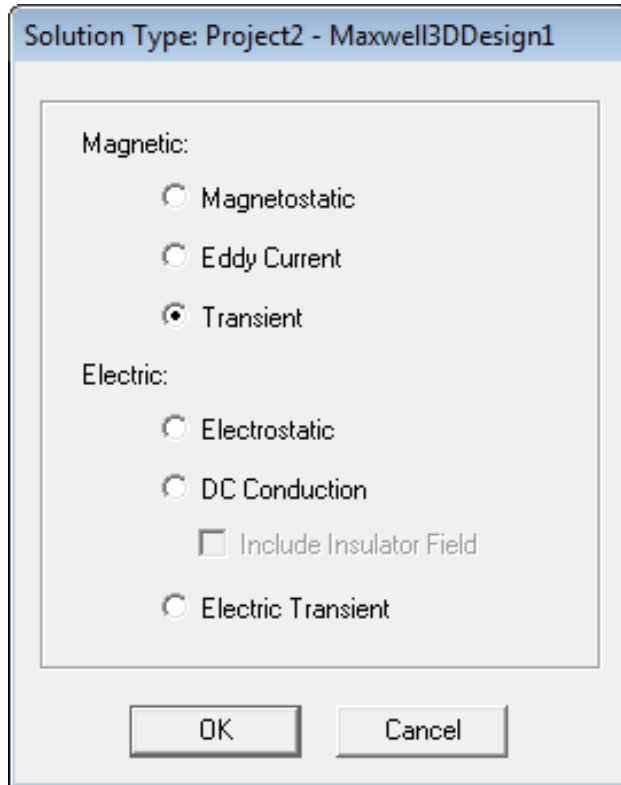 Solution Type: Project2 - Maxwell3DDesign1
Magnetic:
Magnetostatic
Eddy Current
Transient
Electric:
Electrostatic
DC Conduction
Include Insulator Field
Electric Transient
OK
Cancel